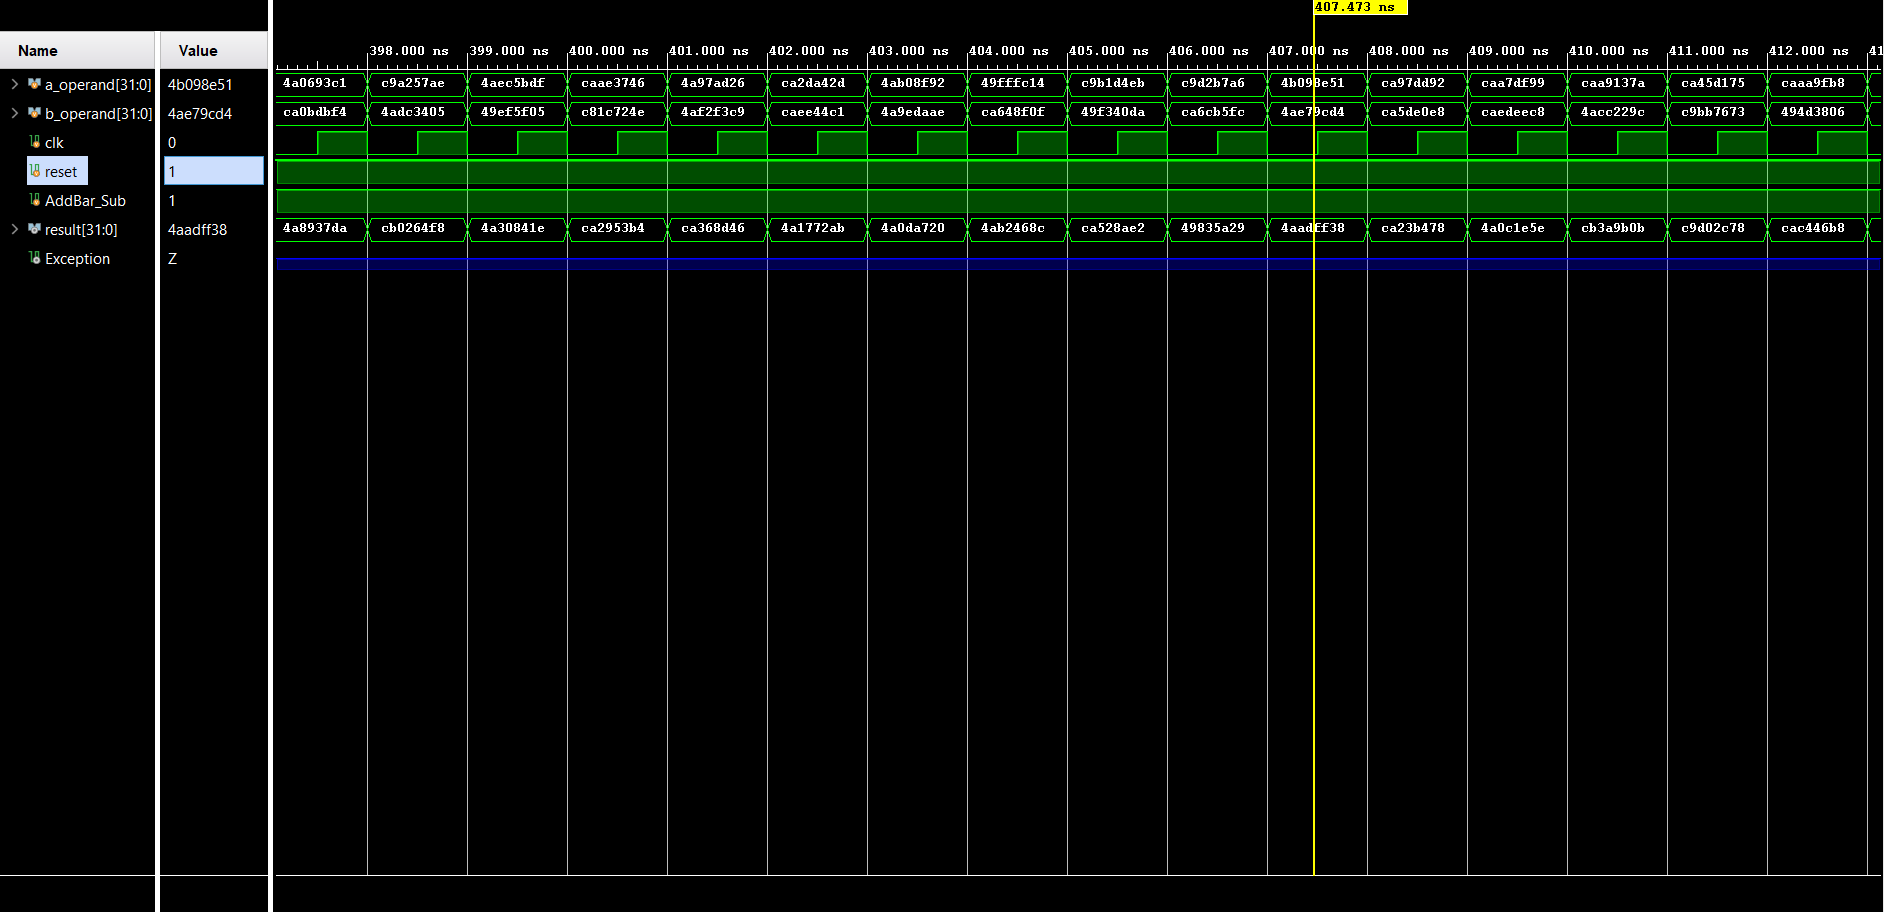 407.473 ns
Name Value
398.000 ns 399.000 ns 400.000 ns 401.000 ns 402.000 ns 403.000 ns 404.000 ns 405.000 ns 406.000 ns 407.000 ns 408.000 ns 409.000 ns 410.000 ns 411.000 ns 412.000 ns 41
a_operand[31:0] 4b098e51 4a0693c1 c9a257ae 4aec5bdf caae3746 4a97ad26 ca2da42d 4ab08f92 49fffc14 c9b1d4eb c9d2b7a6 4b098e51 ca97dd92 caa7df99 caa9137a ca45d175 caaa9fb8
b_operand[31:0] 4ae79cd4 ca0bdbf4 4adc3405 49ef5f05 c81c724e 4af2f3c9 caee44c1 4a9edaae ca648f0f 49f340da ca6cb5fc 4ae79cd4 ca5de0e8 caedeec8 4acc229c c9bb7673 494d3806
clk 0
reset 1
AddBar_Sub 1
result[31:0] 4aadff38 4a8937da cb0264f8 4a30841e ca2953b4 ca368d46 4a1772ab 4a0da720 4ab2468c ca528ae2 49835a29 4aadff38 ca23b478 4a0c1e5e cb3a9b0b c9d02c78 cac446b8
Exception Z